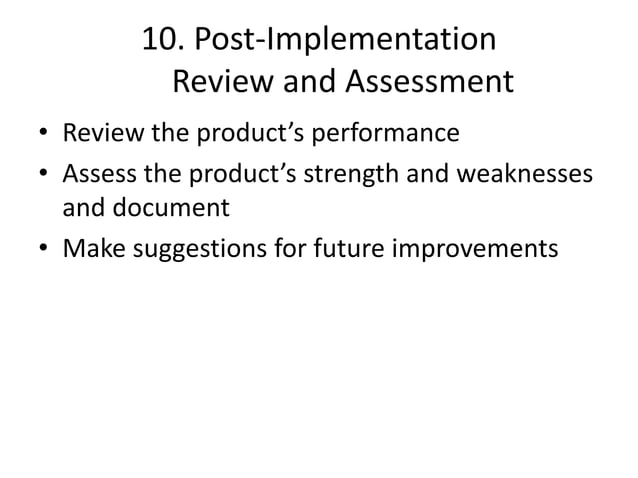 10. Post-Implementation
Review and Assessment
• Review the product’s performance
• Assess the product’s strength and weaknesses
and document
• Make suggestions for future improvements